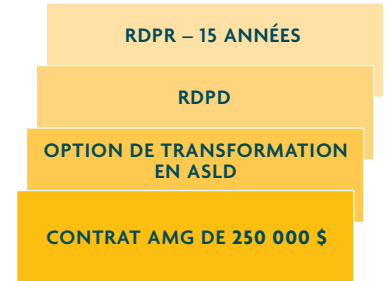 RDPR – 15 ANNÉES
RDPD
OPTION DE TRANSFORMATION
EN ASLD
CONTRAT AMG DE 250 000 $